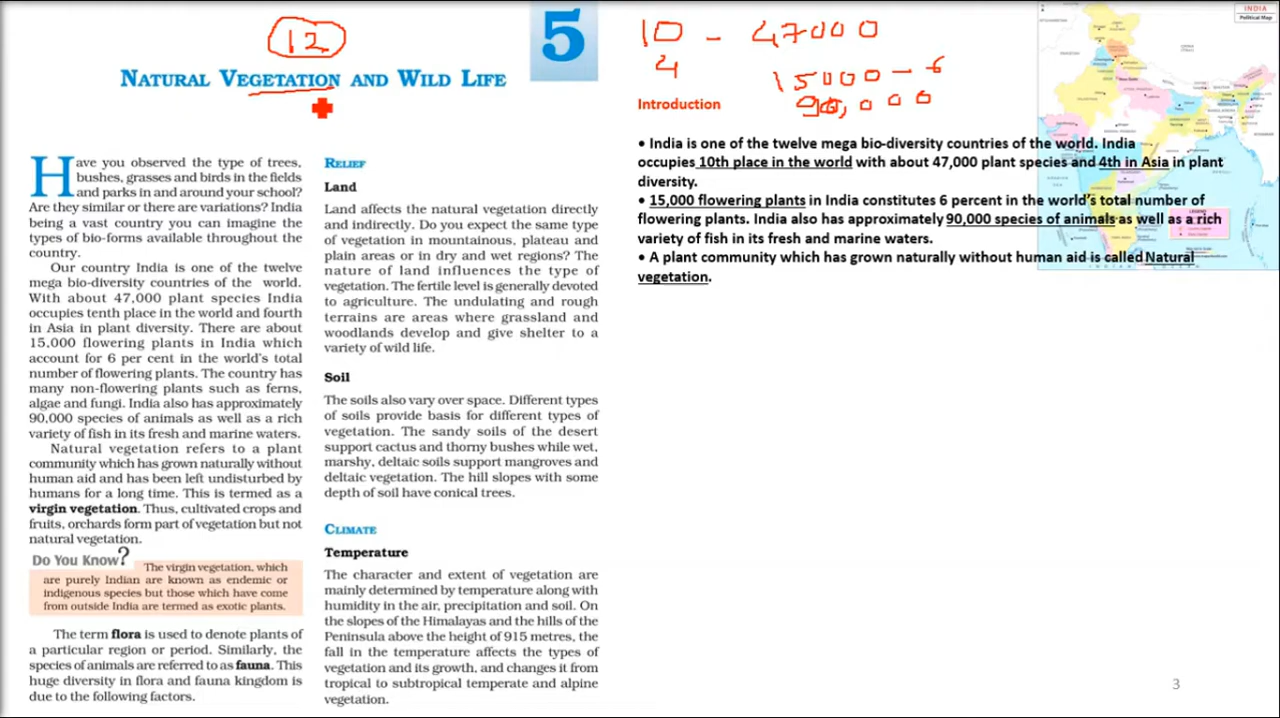 12
5
NATURAL VEGETATION AND WILD LIFE
Have you observed the type of trees,
bushes, grasses and birds in the fields
and parks in and around your school?
Are they similar or there are variations? India
being a vast country you can imagine the
types of bio-forms available throughout the
country.
Our country India is one of the twelve
mega bio-diversity countries of the world.
With about 47,000 plant species India
occupies tenth place in the world and fourth
in Asia in plant diversity. There are about
15,000 flowering plants in India which
account for 6 per cent in the world's total
number of flowering plants. The country has
many non-flowering plants such as ferns,
algae and fungi. India also has approximately
90,000 species of animals as well as a rich
variety of fish in its fresh and marine waters.
Natural vegetation refers to a plant
community which has grown naturally without
human aid and has been left undisturbed by
humans for a long time. This is termed as a
virgin vegetation. Thus, cultivated crops and
fruits, orchards form part of vegetation but not
natural vegetation.
Do You Know?
The virgin vegetation, which
are purely Indian are known as endemic or
indigenous species but those which have come
from outside India are termed as exotic plants.
The term flora is used to denote plants of
a particular region or period. Similarly, the
species of animals are referred to as fauna. This
huge diversity in flora and fauna kingdom is
due to the following factors.
RELIEF
Land
Land affects the natural vegetation directly
and indirectly. Do you expect the same type
of vegetation in mountainous, plateau and
plain areas or in dry and wet regions? The
nature of land influences the type of
vegetation. The fertile level is generally devoted
to agriculture. The undulating and rough
terrains are areas where grassland and
woodlands develop and give shelter to a
variety of wild life.
Soil
The soils also vary over space. Different types
of soils provide basis for different types of
vegetation. The sandy soils of the desert
support cactus and thorny bushes while wet,
marshy, deltaic soils support mangroves and
deltaic vegetation. The hill slopes with some
depth of soil have conical trees.
CLIMATE
Temperature
The character and extent of vegetation are
mainly determined by temperature along with
humidity in the air, precipitation and soil. On
the slopes of the Himalayas and the hills of the
Peninsula above the height of 915 metres, the
fall in the temperature affects the types of
vegetation and its growth, and changes it from
tropical to subtropical temperate and alpine
vegetation.
10 - 47000
4
15000 - 6
90,000
Introduction
• India is one of the twelve mega bio-diversity countries of the world. India
occupies 10th place in the world with about 47,000 plant species and 4th in Asia in plant
diversity.
• 15,000 flowering plants in India constitutes 6 percent in the world's total number of
flowering plants. India also has approximately 90,000 species of animals as well as a rich
variety of fish in its fresh and marine waters.
• A plant community which has grown naturally without human aid is called Natural
vegetation.
INDIA
Political Map
3